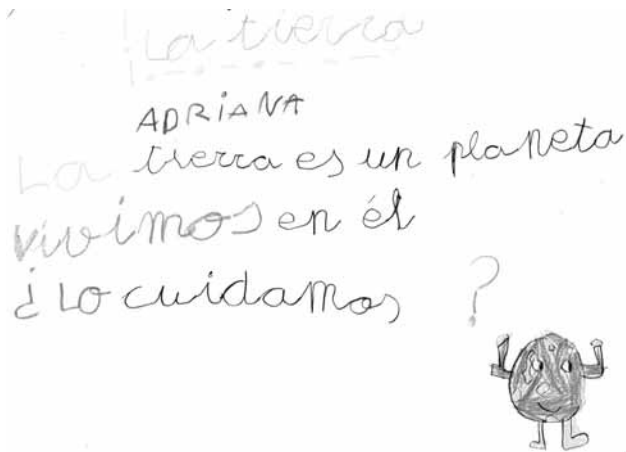 ¡La tierra
ADRIANA
La tierra es un planeta
vivimos en él
¿Lo cuidamos ?